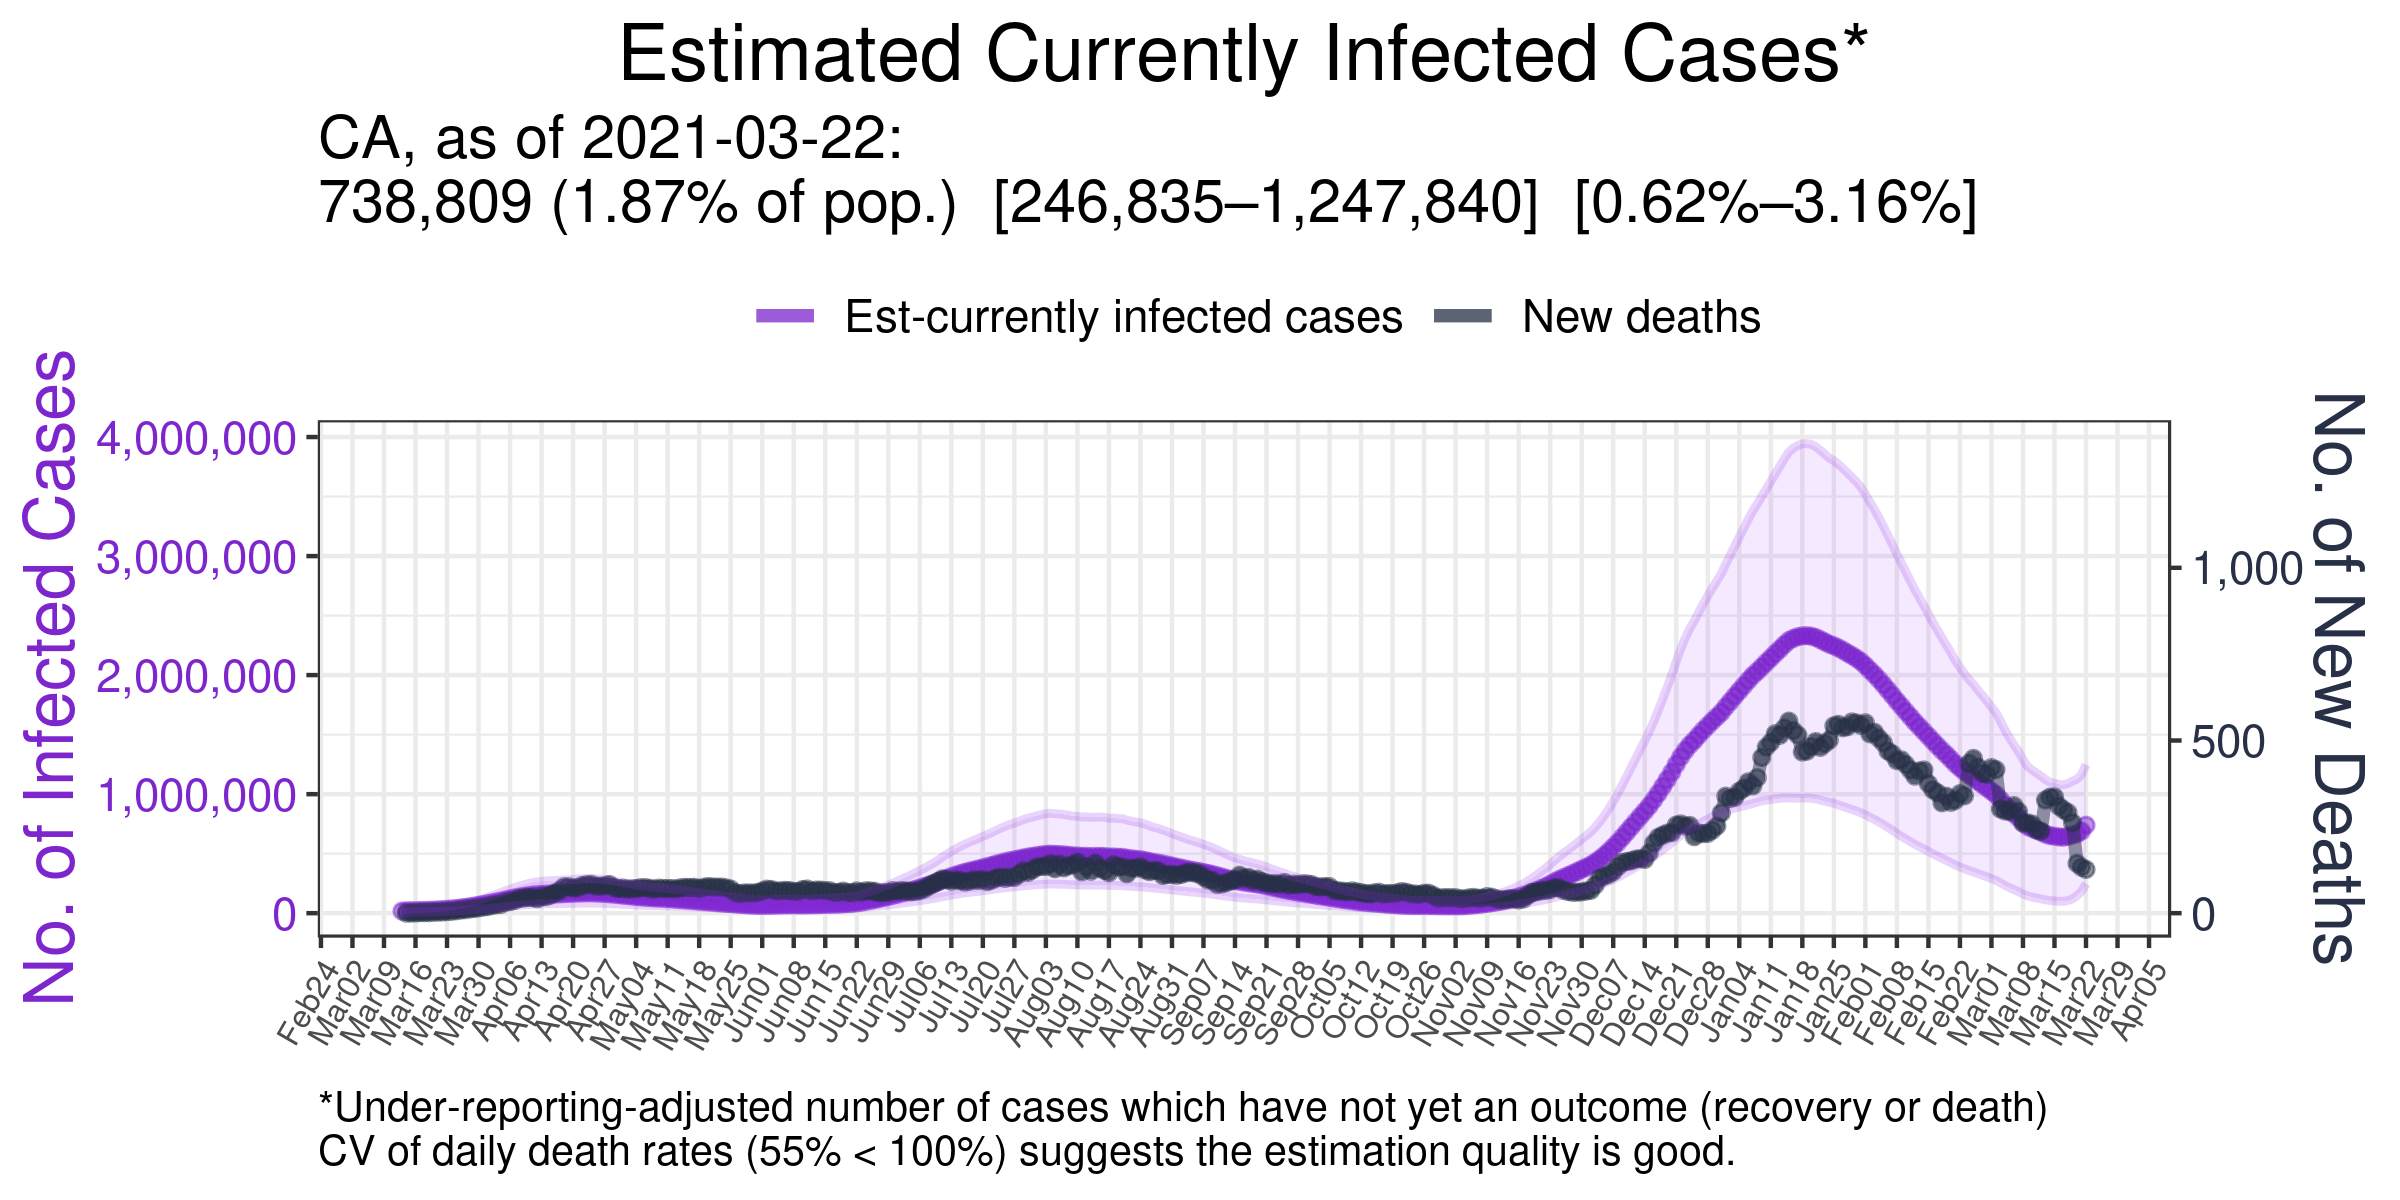 Estimated Currently Infected Cases*
CA, as of 2021-03-22:
738,809 (1.87% of pop.) [246,835–1,247,840] [0.62%–3.16%]
Est-currently infected cases
New deaths
No. of Infected Cases
4,000,000
3,000,000
2,000,000
1,000,000
0
1,000
500
0
No. of New Deaths
Feb24
Mar02
Mar09
Mar16
Mar23
Mar30
Apr06
Apr13
Apr20
Apr27
May04
May11
May18
May25
Jun01
Jun08
Jun15
Jun22
Jun29
Jul06
Jul13
Jul20
Jul27
Aug03
Aug10
Aug17
Aug24
Aug31
Sep07
Sep14
Sep21
Sep28
Oct05
Oct12
Oct19
Oct26
Nov02
Nov09
Nov16
Nov23
Nov30
Dec07
Dec14
Dec21
Dec28
Jan04
Jan11
Jan18
Jan25
Feb01
Feb08
Feb15
Feb22
Mar01
Mar08
Mar15
Mar22
Mar29
Apr05
*Under-reporting-adjusted number of cases which have not yet an outcome (recovery or death)
CV of daily death rates (55% < 100%) suggests the estimation quality is good.